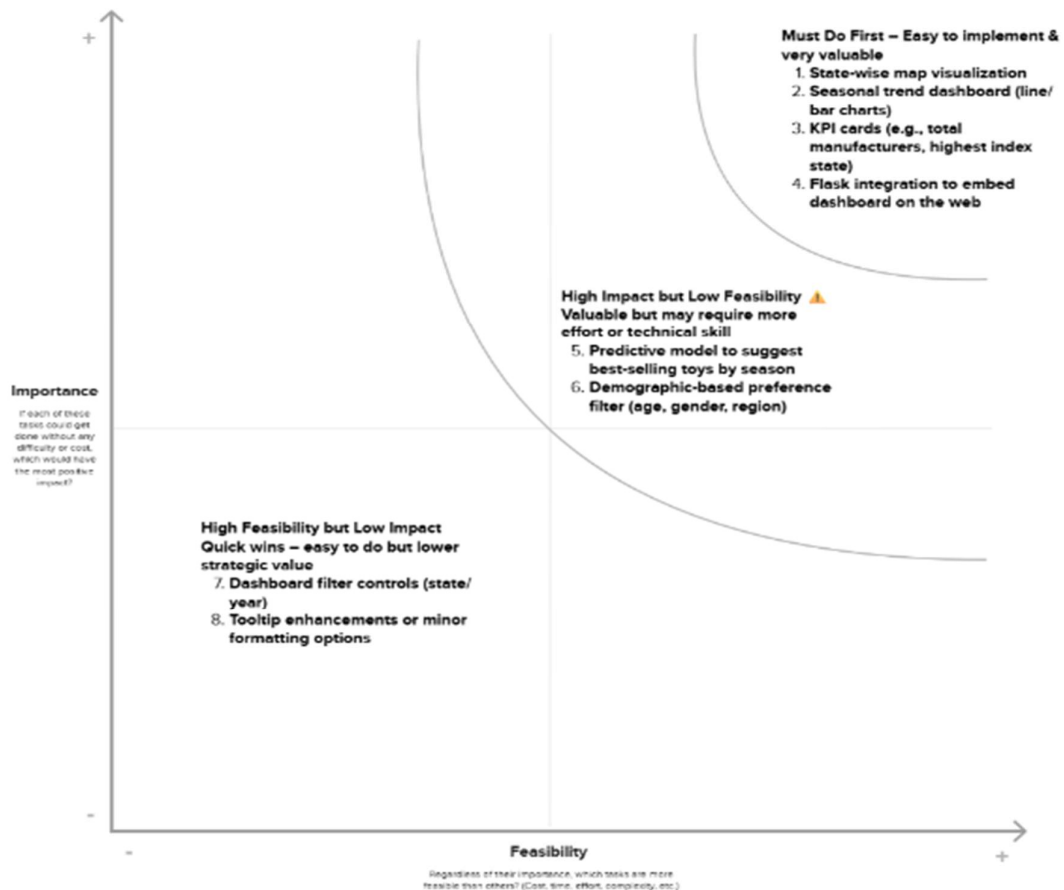 +
Must Do First – Easy to implement &
very valuable
1. State-wise map visualization
2. Seasonal trend dashboard (line/
bar charts)
3. KPI cards (e.g., total
manufacturers, highest index
state)
4. Flask integration to embed
dashboard on the web
High Impact but Low Feasibility ⚠
Valuable but may require more
effort or technical skill
5. Predictive model to suggest
best-selling toys by season
6. Demographic-based preference
filter (age, gender, region)
Importance
If each of these
tasks could get
done without any
difficulty or cost,
which would have
the most positive
impact?
High Feasibility but Low Impact
Quick wins – easy to do but lower
strategic value
7. Dashboard filter controls (state/
year)
8. Tooltip enhancements or minor
formatting options
-
-
Feasibility
+
Regardless of their importance, which tasks are more
feasible than others? (Cost, time, effort, complexity, etc.)